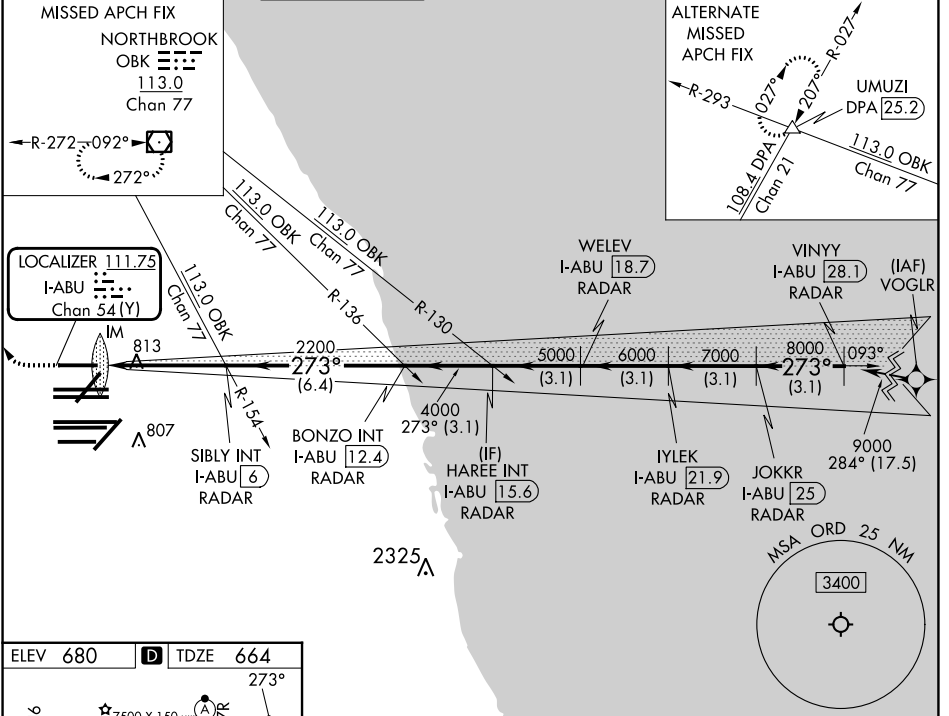 MISSED APCH FIX
NORTHBROOK
OBK
113.0
Chan 77
R-272
092°
272°
ALTERNATE
MISSED
APCH FIX
R-027
027°
207°
R-293
UMUZI
DPA 25.2
108.4 DPA
Chan 21
113.0 OBK
Chan 77
113.0 OBK
Chan 77
113.0 OBK
Chan 77
113.0 OBK
Chan 77
R-136
R-130
R-154
LOCALIZER 111.75
I-ABU
Chan 54 (Y)
IM
813
807
WELEV
I-ABU 18.7
RADAR
VINYY
I-ABU 28.1
RADAR
(IAF)
VOGLR
2200
273°
(6.4)
4000
273° (3.1)
5000
(3.1)
6000
(3.1)
7000
(3.1)
8000
273°
(3.1)
093°
9000
284° (17.5)
SIBLY INT
I-ABU 6
RADAR
BONZO INT
I-ABU 12.4
RADAR
(IF)
HAREE INT
I-ABU 15.6
RADAR
IYLEK
I-ABU 21.9
RADAR
JOKKR
I-ABU 25
RADAR
2325
MSA ORD 25 NM
3400
ELEV 680
D
TDZE 664
273°
7500 X 150
A